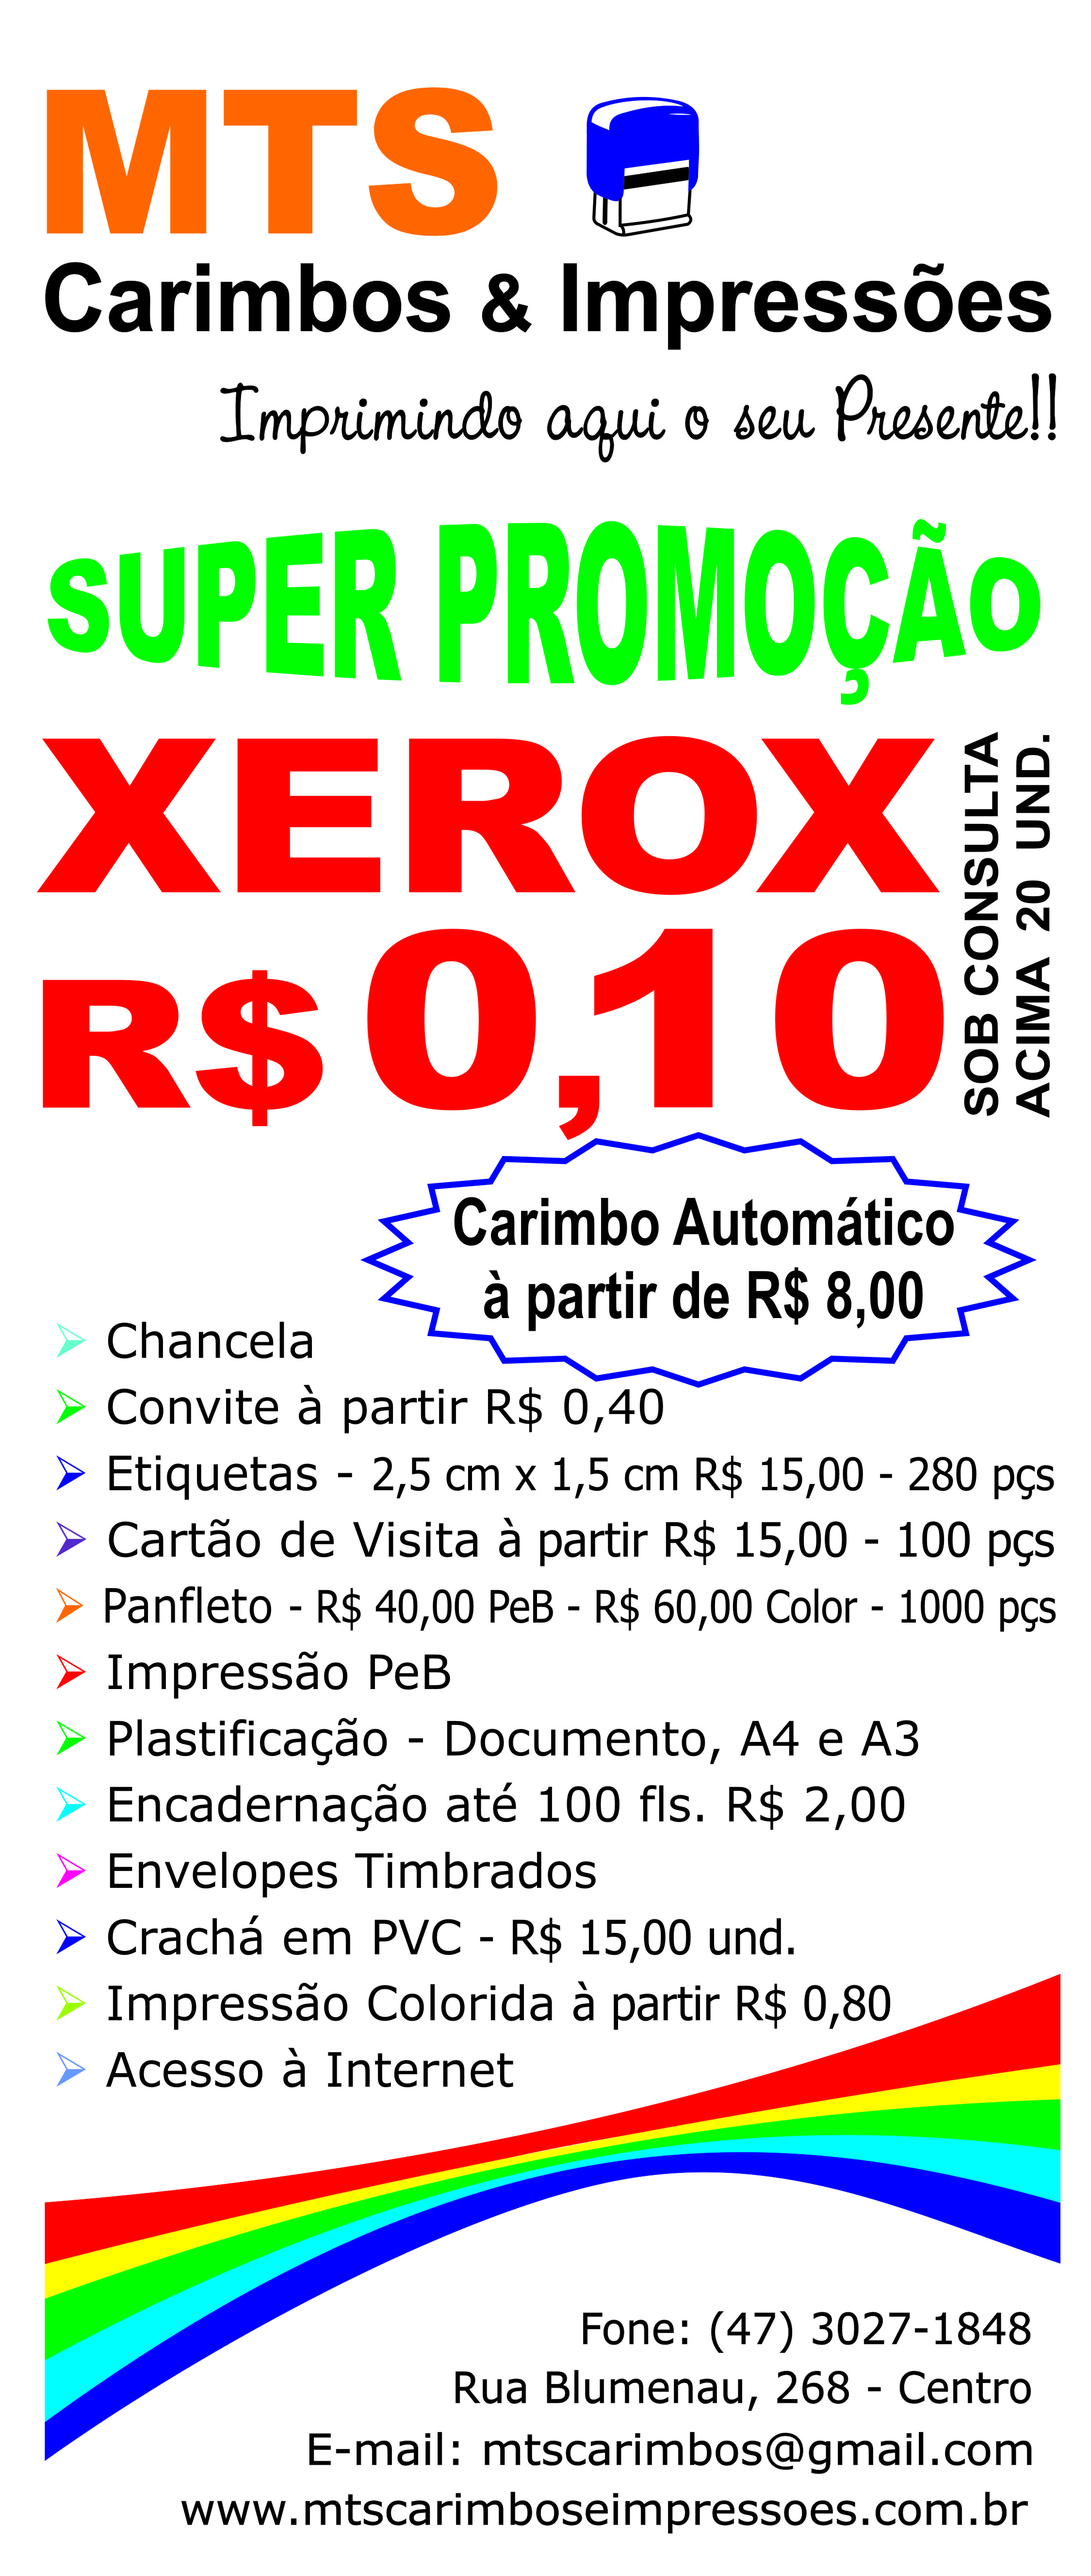 MTS
Carimbos & Impressões
Imprimindo aqui o seu Presente!!
SUPER PROMOÇÃO
XEROX
R$ 0,10
SOB CONSULTA
ACIMA 20 UND.
Carimbo Automático
à partir de R$ 8,00
Chancela
Convite à partir R$ 0,40
Etiquetas - 2,5 cm x 1,5 cm R$ 15,00 - 280 pçs
Cartão de Visita à partir R$ 15,00 - 100 pçs
Panfleto - R$ 40,00 PeB - R$ 60,00 Color - 1000 pçs
Impressão PeB
Plastificação - Documento, A4 e A3
Encadernação até 100 fls. R$ 2,00
Envelopes Timbrados
Crachá em PVC - R$ 15,00 und.
Impressão Colorida à partir R$ 0,80
Acesso à Internet
Fone: (47) 3027-1848
Rua Blumenau, 268 - Centro
E-mail: mtscarimbos@gmail.com
www.mtscarimboseimpressoes.com.br